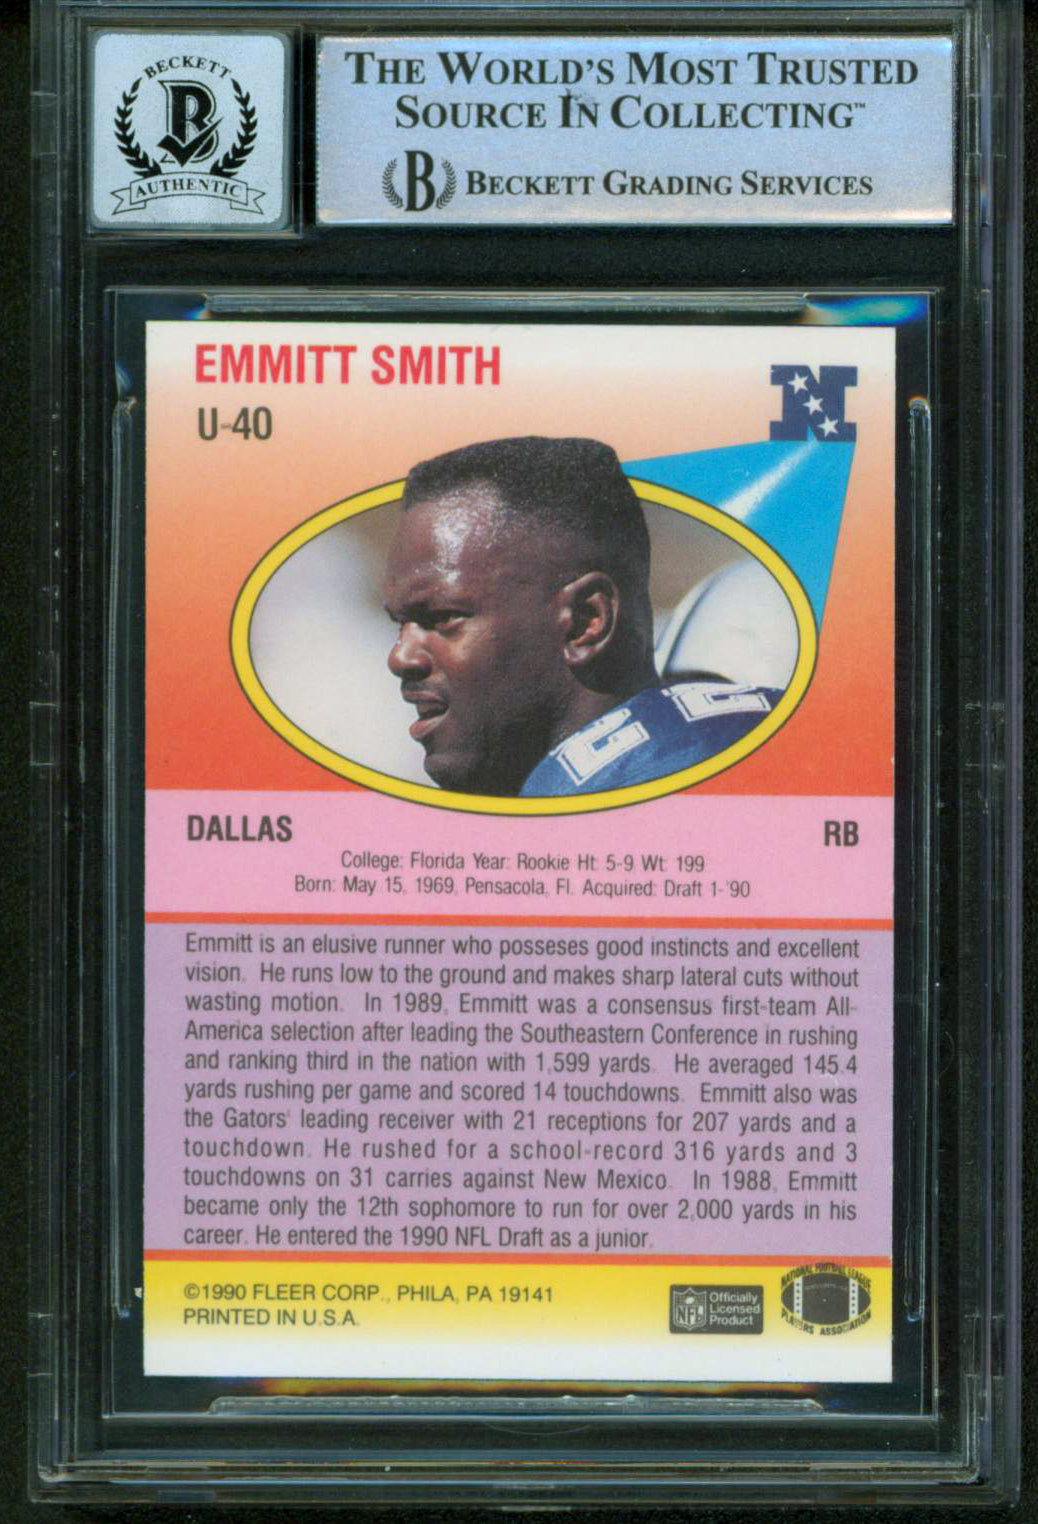 BECKETT
B
AUTHENTIC
THE WORLD'S MOST TRUSTED
SOURCE IN COLLECTING™
B BECKETT GRADING SERVICES
EMMITT SMITH
U-40
N
DALLAS
RB
College: Florida Year: Rookie Ht: 5-9 Wt: 199
Born: May 15, 1969, Pensacola, Fl. Acquired: Draft 1-'90
Emmitt is an elusive runner who posseses good instincts and excellent
vision. He runs low to the ground and makes sharp lateral cuts without
wasting motion. In 1989, Emmitt was a consensus first-team All-
America selection after leading the Southeastern Conference in rushing
and ranking third in the nation with 1,599 yards. He averaged 145.4
yards rushing per game and scored 14 touchdowns. Emmitt also was
the Gators' leading receiver with 21 receptions for 207 yards and a
touchdown. He rushed for a school-record 316 yards and 3
touchdowns on 31 carries against New Mexico. In 1988, Emmitt
became only the 12th sophomore to run for over 2,000 yards in his
career. He entered the 1990 NFL Draft as a junior.
©1990 FLEER CORP., PHILA, PA 19141
PRINTED IN U.S.A.
NFL
Officially
Licensed
Product
NATIONAL FOOTBALL LEAGUE
PLAYERS ASSOCIATION